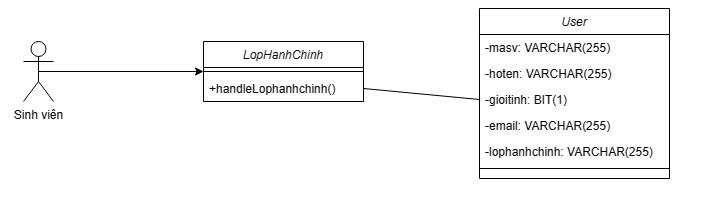 Sinh viên
LopHanhChinh
+handleLophanhchinh()
User
-masv: VARCHAR(255)
-hoten: VARCHAR(255)
-gioitinh: BIT(1)
-email: VARCHAR(255)
-lophanhchinh: VARCHAR(255)